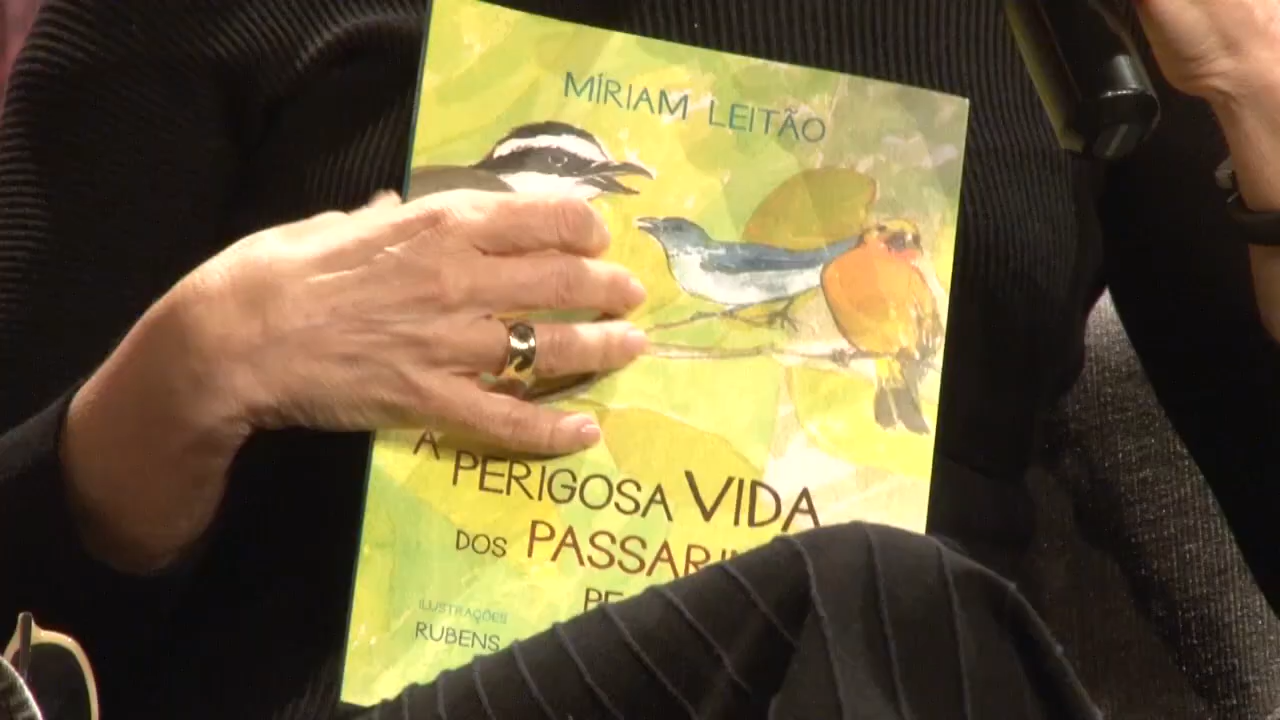 MÍRIAM LEITÃO
A PERIGOSA VIDA
DOS
ILUSTRAÇÕES
RUBENS